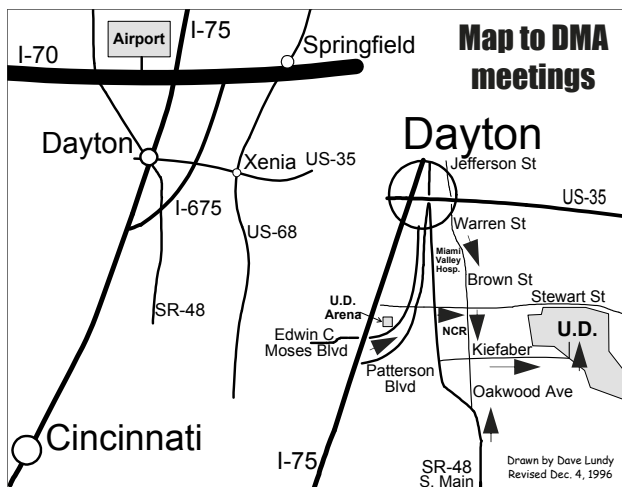 Map to DMA
meetings
I-70
Airport
I-75
Springfield
Dayton
Xenia
US-35
I-675
US-68
SR-48
Cincinnati
Dayton
Jefferson St
US-35
Warren St
Miami
Valley
Hosp.
Brown St
Stewart St
U.D.
Arena
NCR
U.D.
Edwin C
Moses Blvd
Kiefaber
Patterson
Blvd
Oakwood Ave
I-75
SR-48
S. Main
Drawn by Dave Lundy
Revised Dec. 4, 1996